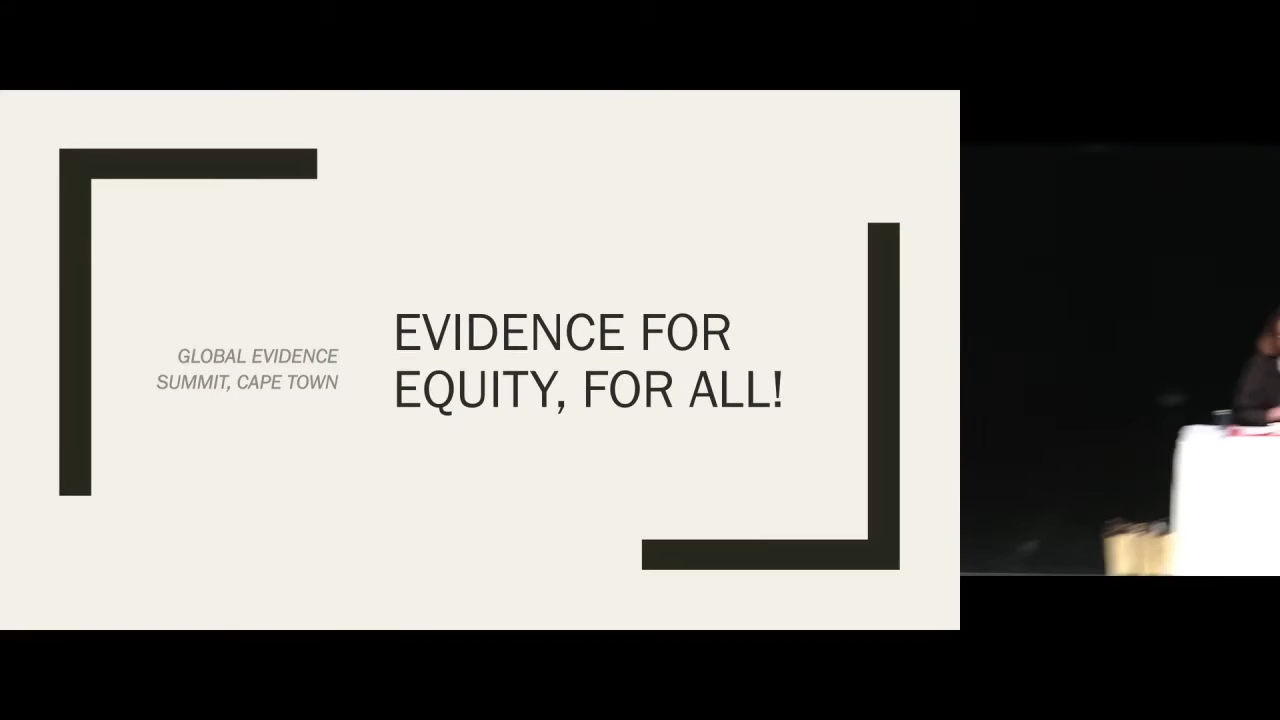 GLOBAL EVIDENCE
SUMMIT, CAPE TOWN
EVIDENCE FOR
EQUITY, FOR ALL!